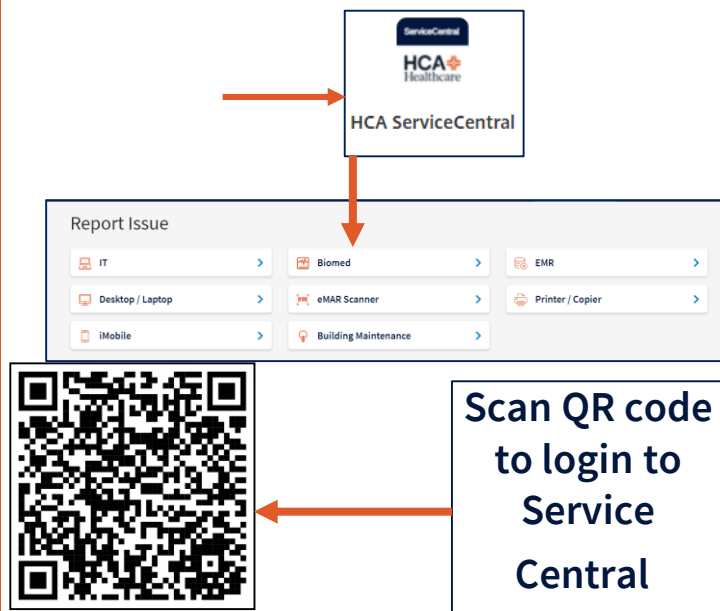 ServiceCentral
HCA
Healthcare
HCA ServiceCentral
Report Issue
IT
Biomed
EMR
Desktop / Laptop
eMAR Scanner
Printer / Copier
iMobile
Building Maintenance
Scan QR code
to login to
Service
Central